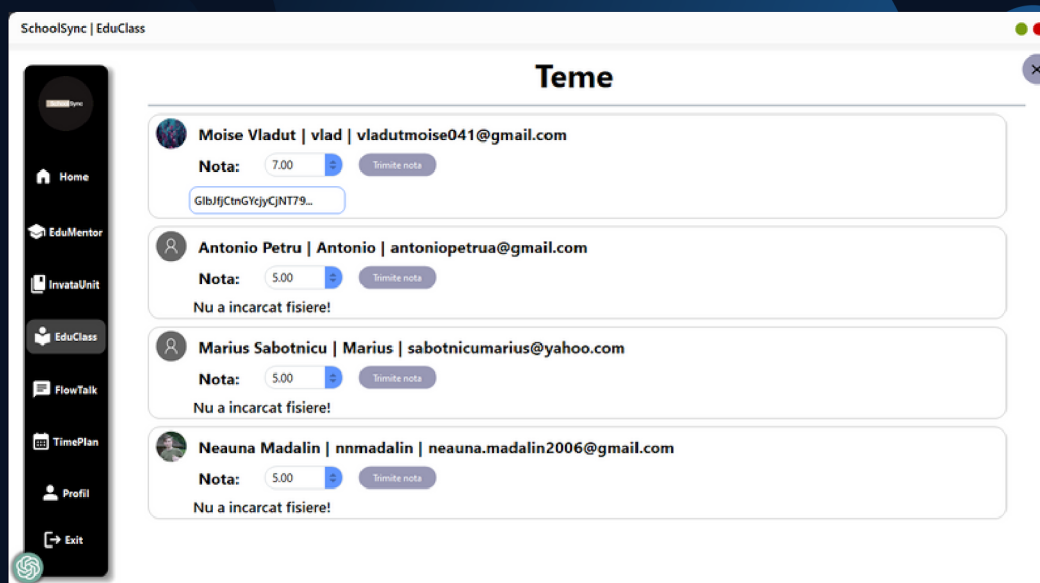 SchoolSync | EduClass
Teme
SchoolSync
Home
EduMentor
InvataUnit
EduClass
FlowTalk
TimePlan
Profil
Exit
Moise Vladut | vlad | vladutmoise041@gmail.com
Nota: 7.00 Trimite nota
GlbJfjCtnGYcjyCjNT79...
Antonio Petru | Antonio | antoniopetrua@gmail.com
Nota: 5.00 Trimite nota
Nu a incarcat fisiere!
Marius Sabotnicu | Marius | sabotnicumarius@yahoo.com
Nota: 5.00 Trimite nota
Nu a incarcat fisiere!
Neauna Madalin | nnmadalin | neauna.madalin2006@gmail.com
Nota: 5.00 Trimite nota
Nu a incarcat fisiere!